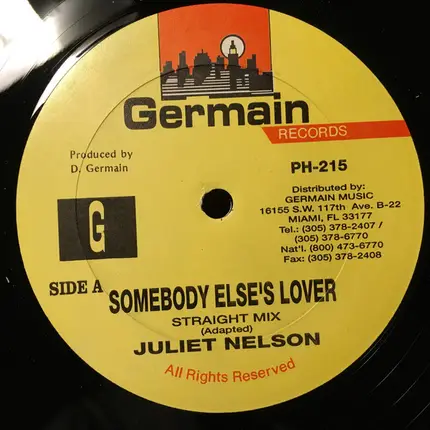 Germain
RECORDS
Produced by
D. Germain
PH-215
Distributed by:
GERMAIN MUSIC
16155 S.W. 117th Ave. B-22
MIAMI, FL 33177
Tel.: (305) 378-2407 /
(305) 378-6770
Nat'l. (800) 473-6770
Fax: (305) 378-2408
G
SIDE A
SOMEBODY ELSE'S LOVER
STRAIGHT MIX
(Adapted)
JULIET NELSON
All Rights Reserved